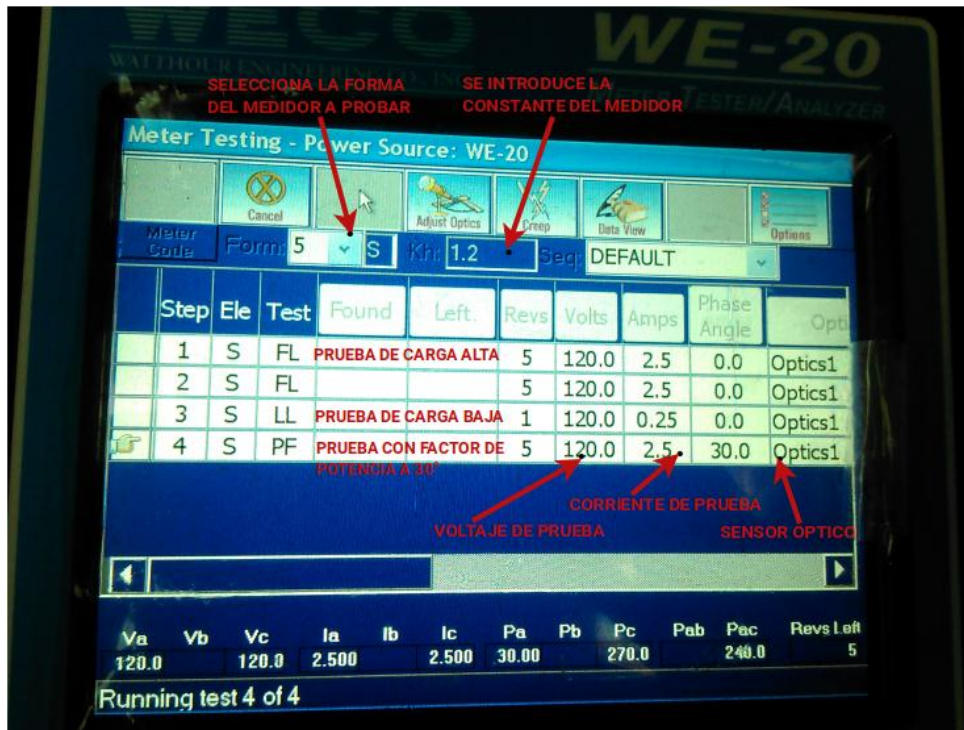 WECO WE-20
WATTHOUR ENGINEERING CO., INC. METER TESTER/ANALYZER
SELECCIONA LA FORMA
DEL MEDIDOR A PROBAR
SE INTRODUCE LA
CONSTANTE DEL MEDIDOR
Meter Testing - Power Source: WE-20
Cancel Adjust Optics Creep Data View Options
Meter Code Form: 5 S Kh: 1.2 Seq: DEFAULT
Step Ele Test Found Left Revs Volts Amps Phase Angle
1 S FL PRUEBA DE CARGA ALTA 5 120.0 2.5 0.0 Optics1
2 S FL 5 120.0 2.5 0.0 Optics1
3 S LL PRUEBA DE CARGA BAJA 1 120.0 0.25 0.0 Optics1
4 S PF PRUEBA CON FACTOR DE 5 120.0 2.5 30.0 Optics1
POTENCIA A 30°
CORRIENTE DE PRUEBA
VOLTAJE DE PRUEBA SENSOR OPTICO
Va Vb Vc Ia Ib Ic Pa Pb Pc Pab Pac Revs Left
120.0 120.0 2.500 2.500 30.00 270.0 240.0 5
Running test 4 of 4